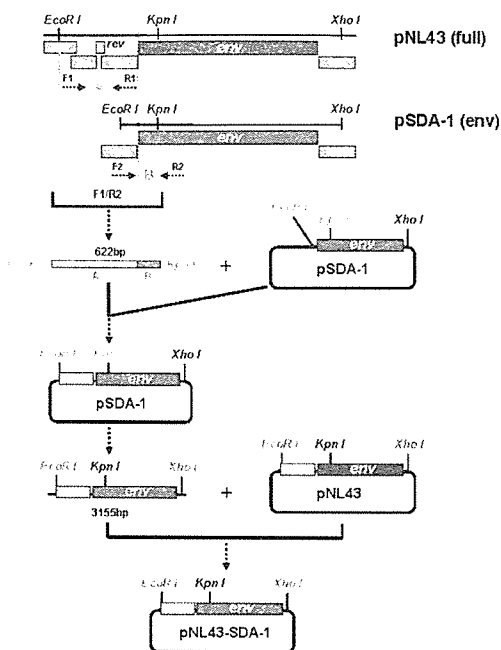 EcoR I Kpn I Xho I
pNL43 (full)
rev
env
F1 R1
EcoR I Kpn I Xho I
pSDA-1 (env)
env
F2 B R2
F1/R2
622bp
A B
+
Xho I
env
pSDA-1
EcoR I Xho I
env
pSDA-1
EcoR I Kpn I Xho I
env
3155bp
+
EcoR I Kpn I Xho I
env
pNL43
EcoR I Kpn I Xho I
env
pNL43-SDA-1